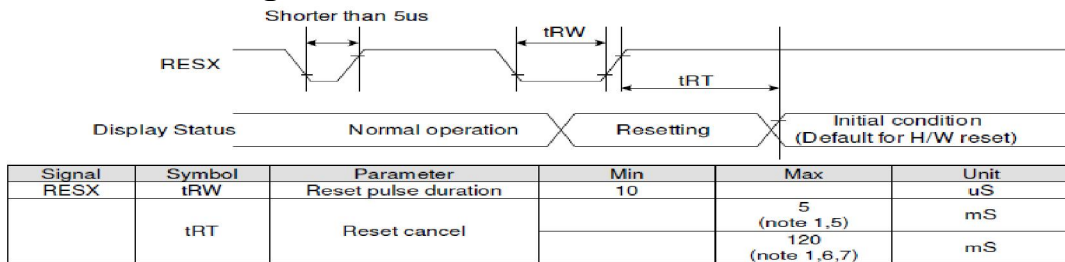 Shorter than 5us
tRW
RESX
tRT
Display Status Normal operation Resetting Initial condition
(Default for H/W reset)
Signal Symbol Parameter Min Max Unit
RESX tRW Reset pulse duration 10 uS
tRT Reset cancel 5
(note 1,5) mS
120
(note 1,6,7) mS